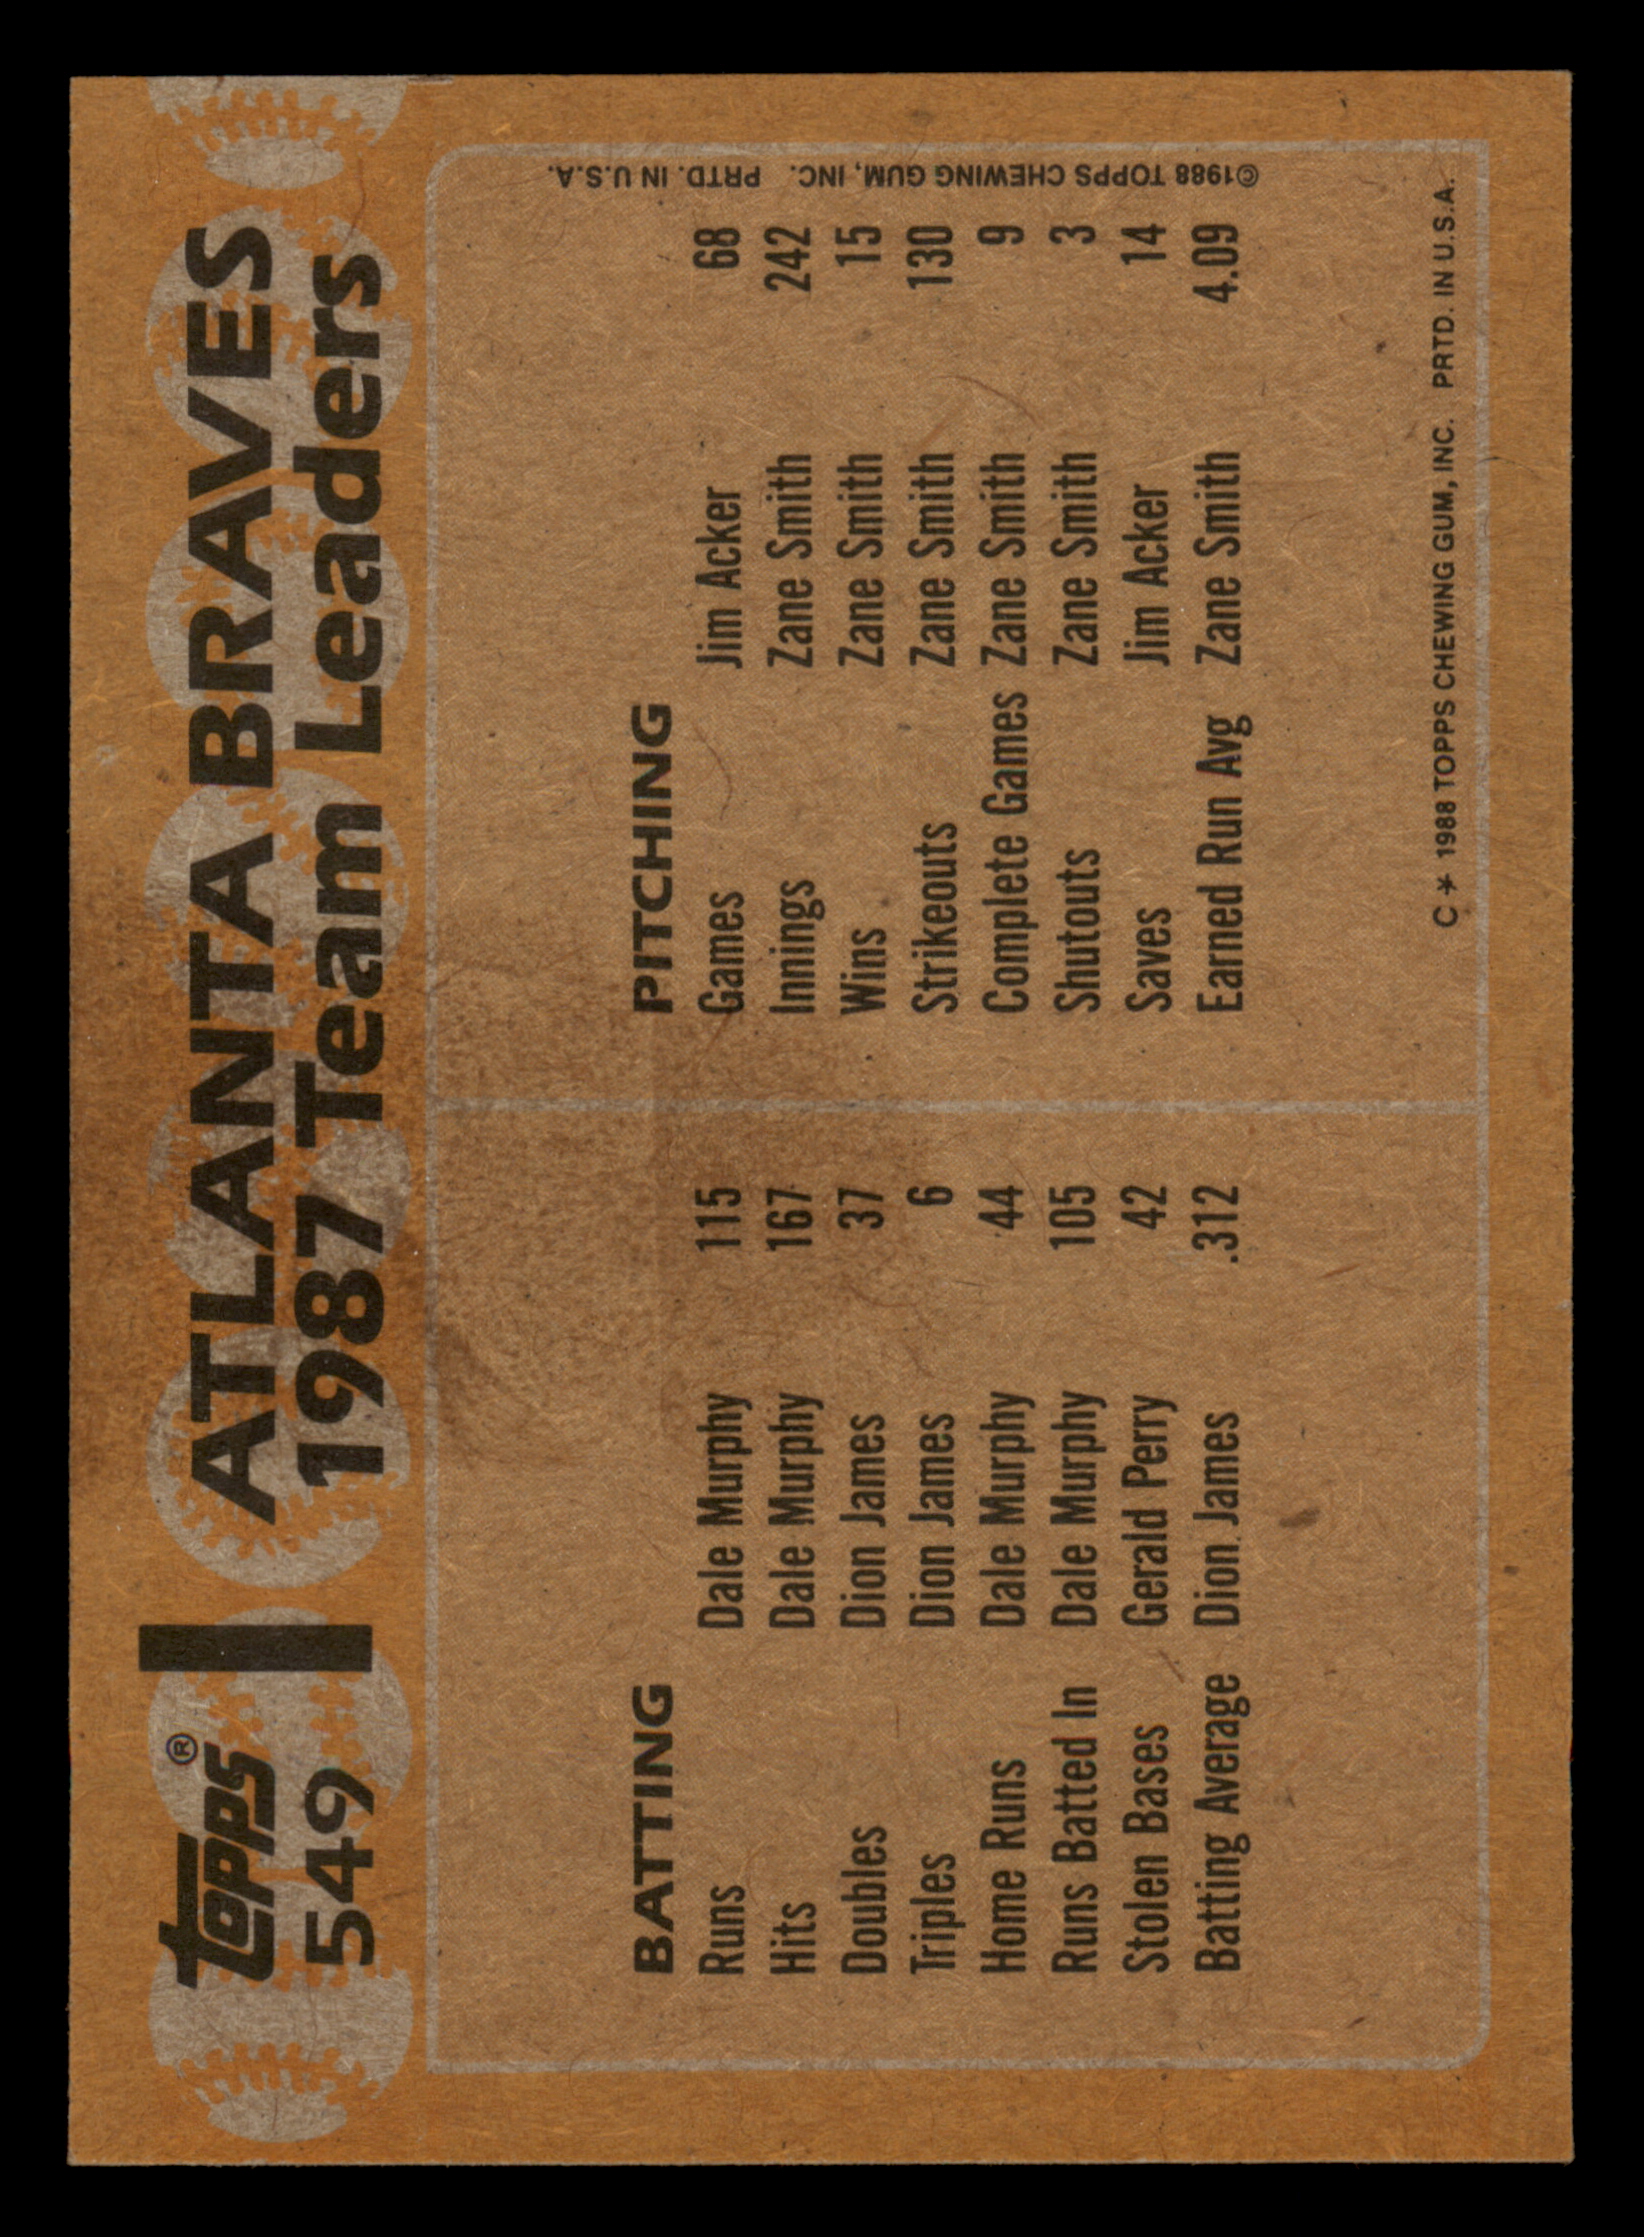 Topps®
549
ATLANTA BRAVES
1987 Team Leaders
BATTING
Runs Dale Murphy 115
Hits Dale Murphy 167
Doubles Dion James 37
Triples Dion James 6
Home Runs Dale Murphy 44
Runs Batted In Dale Murphy 105
Stolen Bases Gerald Perry 42
Batting Average Dion James .312
PITCHING
Games Jim Acker 68
Innings Zane Smith 242
Wins Zane Smith 15
Strikeouts Zane Smith 130
Complete Games Zane Smith 9
Shutouts Zane Smith 3
Saves Jim Acker 14
Earned Run Avg Zane Smith 4.09
©1988 TOPPS CHEWING GUM, INC. PRTD. IN U.S.A.
C * 1988 TOPPS CHEWING GUM, INC. PRTD. IN U.S.A.